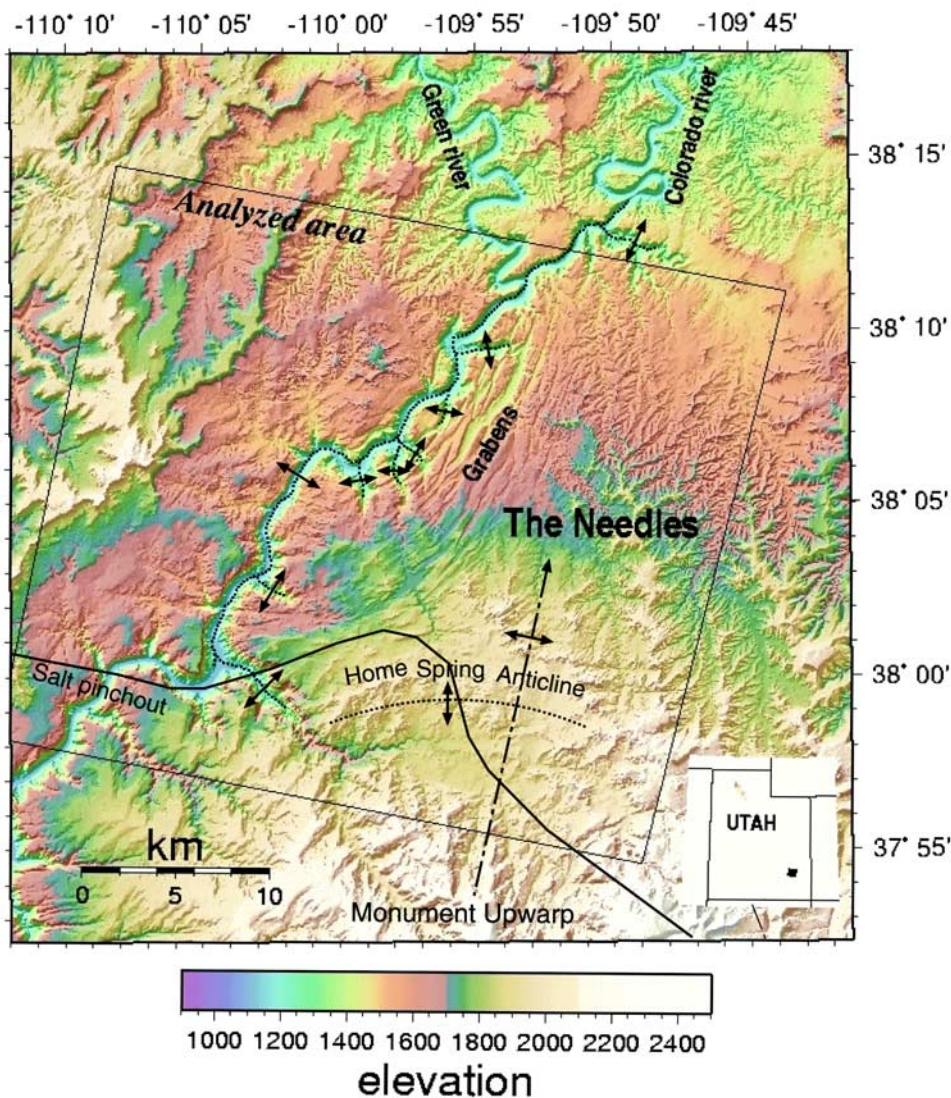 -110° 10' -110° 05' -110° 00' -109° 55' -109° 50' -109° 45'
Green river
Colorado river
38° 15'
Analyzed area
38° 10'
Grabens
38° 05'
The Needles
38° 00'
Home Spring Anticline
Salt pinchout
UTAH
37° 55'
km
0 5 10
Monument Upwarp
1000 1200 1400 1600 1800 2000 2200 2400
elevation